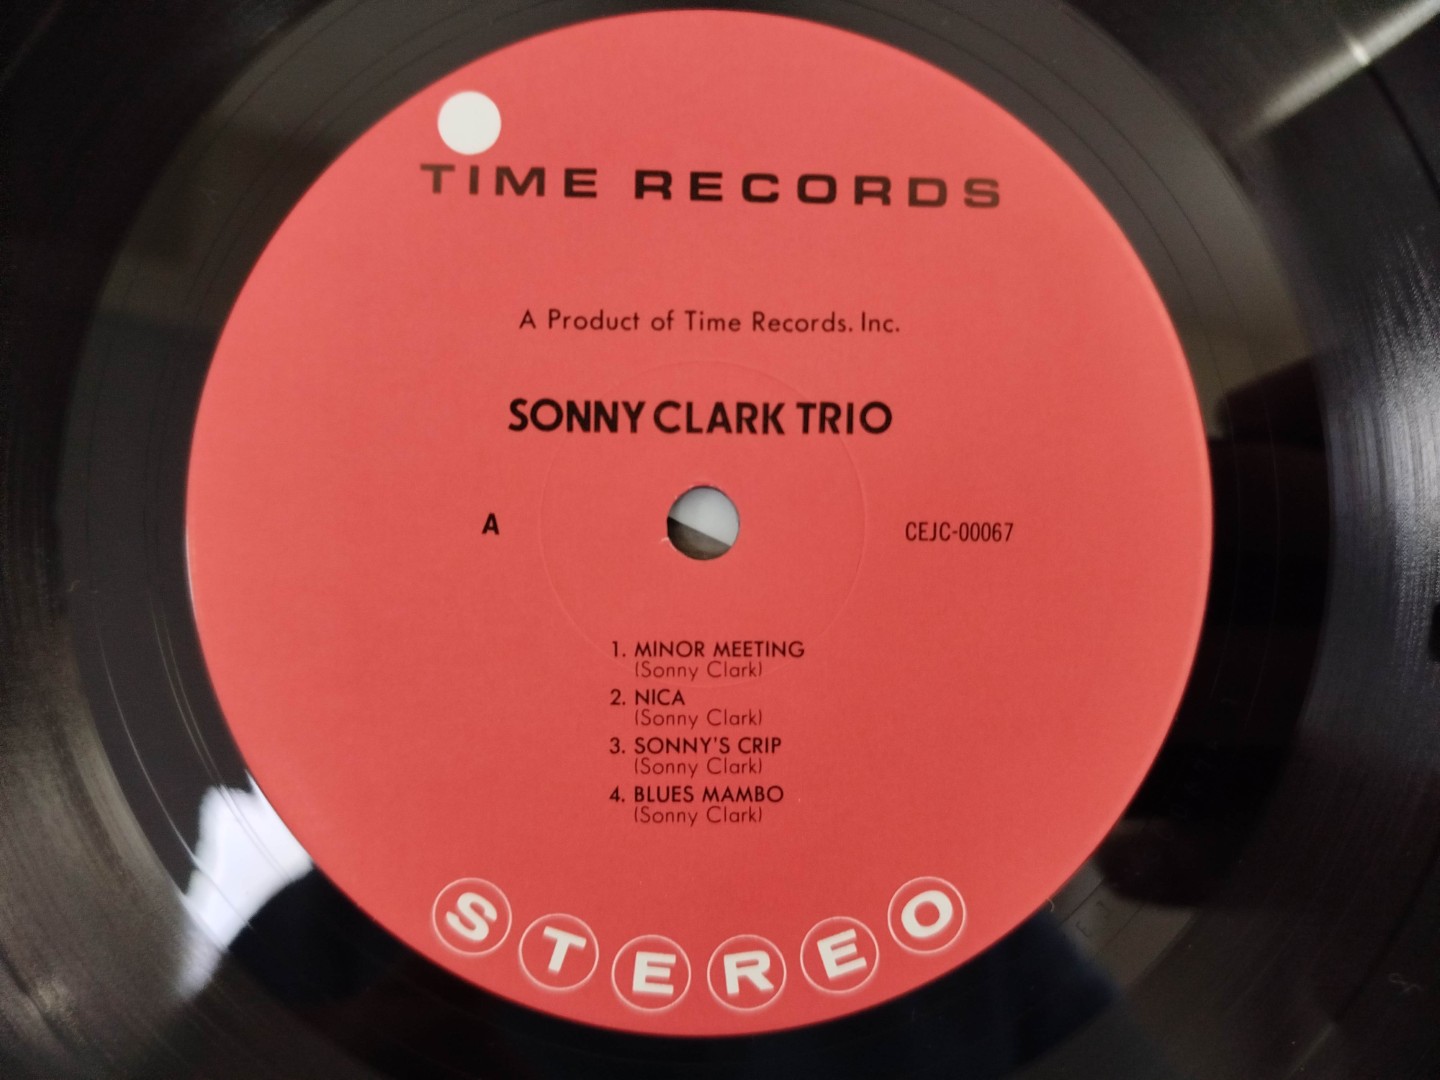 TIME RECORDS
A Product of Time Records. Inc.
SONNY CLARK TRIO
A
CEJC-00067
1. MINOR MEETING
(Sonny Clark)
2. NICA
(Sonny Clark)
3. SONNY'S CRIP
(Sonny Clark)
4. BLUES MAMBO
(Sonny Clark)
STEREO